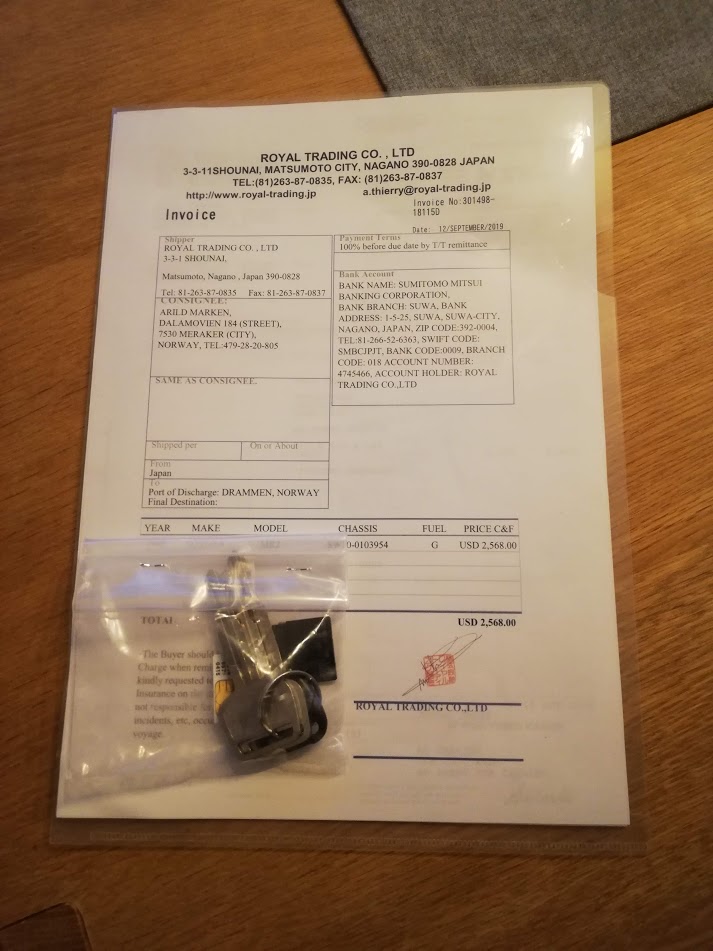 ROYAL TRADING CO. , LTD
3-3-11SHOUNAI, MATSUMOTO CITY, NAGANO 390-0828 JAPAN
TEL:(81)263-87-0835, FAX: (81)263-87-0837
http://www.royal-trading.jp a.thierry@royal-trading.jp
Invoice
Invoice No:301498-
18115D
Date: 12/SEPTEMBER/2019
Shipper
ROYAL TRADING CO. , LTD
3-3-1 SHOUNAI,
Matsumoto, Nagano , Japan 390-0828
Tel: 81-263-87-0835 Fax: 81-263-87-0837
CONSIGNEE:
ARILD MARKEN,
DALAMOVIEN 184 (STREET),
7530 MERAKER (CITY),
NORWAY, TEL:479-28-20-805
SAME AS CONSIGNEE.
Shipped per On or About
From
Japan
To
Port of Discharge: DRAMMEN, NORWAY
Final Destination:
Payment Terms
100% before due date by T/T remittance
Bank Account
BANK NAME: SUMITOMO MITSUI
BANKING CORPORATION,
BANK BRANCH: SUWA, BANK
ADDRESS: 1-5-25, SUWA, SUWA-CITY,
NAGANO, JAPAN, ZIP CODE:392-0004,
TEL:81-266-52-6363, SWIFT CODE:
SMBCJPJT, BANK CODE:0009, BRANCH
CODE: 018 ACCOUNT NUMBER:
4745466, ACCOUNT HOLDER: ROYAL
TRADING CO.,LTD
YEAR MAKE MODEL CHASSIS FUEL PRICE C&F
0-0103954 G USD 2,568.00
TOTAL USD 2,568.00
-The Buyer should
Charge when
kindly requested
Insurance on
not responsible
incidents, etc,
voyage.
ROYAL TRADING CO.,LTD